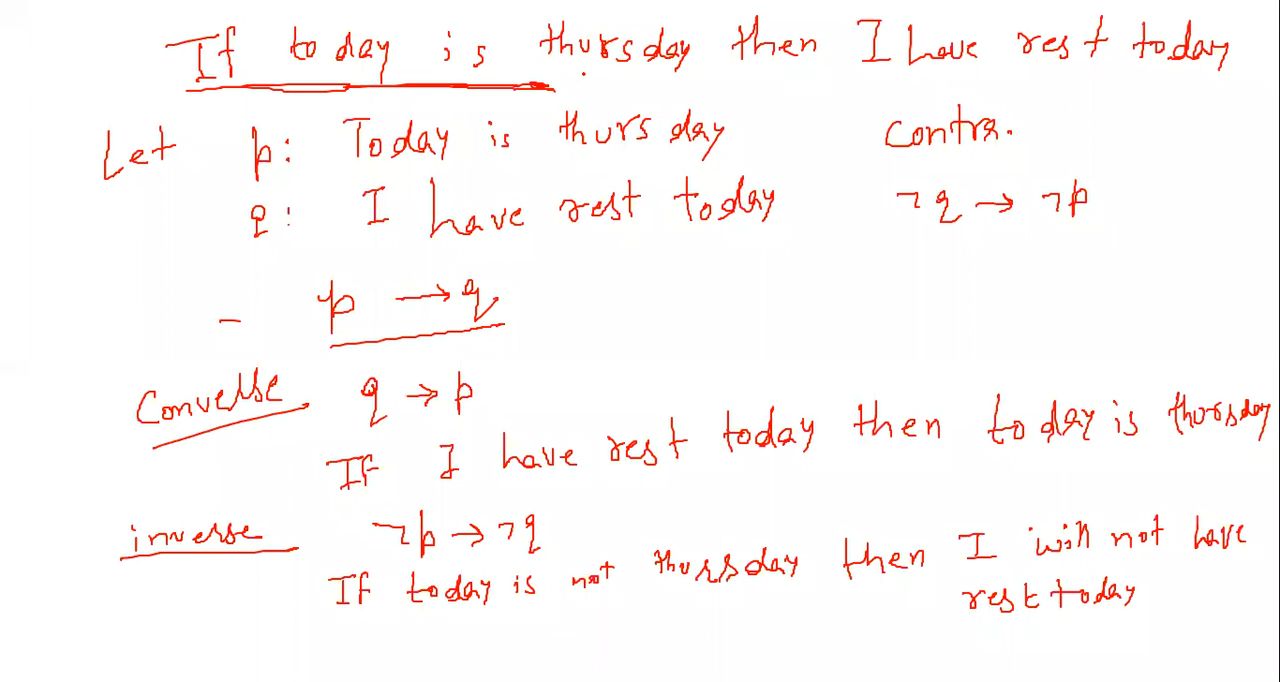 If today is thursday then I have rest today
Let p: Today is thursday
contra.
q: I have rest today
¬q → ¬p
p → q
Converse q → p
If I have rest today then today is thursday
inverse ¬p → ¬q
If today is not thursday then I will not have
rest today